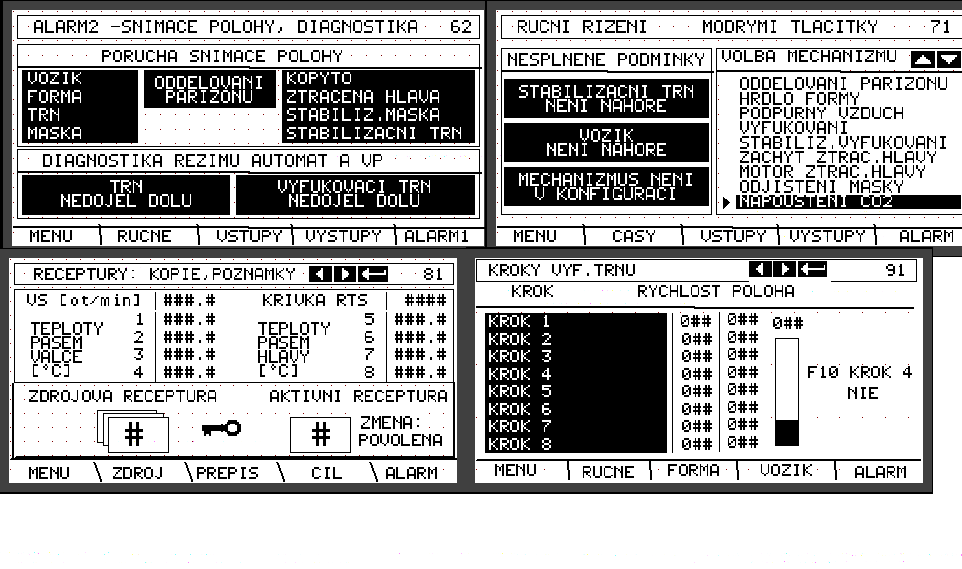 ALARM2 -SNIMACE POLOHY, DIAGNOSTIKA 62
PORUCHA SNIMACE POLOHY
VOZIK
FORMA
TRN
MASKA
ODDELOVANI
PARIZONU
KOPYTO
ZTRACENA HLAVA
STABILIZ.MASKA
STABILIZACNI TRN
DIAGNOSTIKA REZIMU AUTOMAT A VP
TRN
NEDOJEL DOLU
VYFUKOVACI TRN
NEDOJEL DOLU
MENU RUCNE VSTUPY VYSTUPY ALARM1
RUCNI RIZENI MODRYMI TLACITKY 71
NESPLNENE PODMINKY
STABILIZACNI TRN
NENI NAHORE
VOZIK
NENI NAHORE
MECHANIZMUS NENI
V KONFIGURACI
VOLBA MECHANIZMU
ODDELOVANI PARIZONU
HRDLO FORMY
PODPURNY VZDUCH
VYFUKOVANI
STABILIZ.VYFUKOVANI
ZACHYT ZTRAC.HLAVY
MOTOR ZTRAC.HLAVY
ODJISTENI MASKY
NAPOUSTENI CO2
MENU CASY VSTUPY VYSTUPY ALARM
RECEPTURY: KOPIE,POZNAMKY 81
VS [ot/min] ###.# KRIVKA RTS ####
TEPLOTY
PASEM
VALCE
[°C]
1 ###.#
2 ###.#
3 ###.#
4 ###.#
TEPLOTY
PASEM
HLAVY
[°C]
5 ###.#
6 ###.#
7 ###.#
8 ###.#
ZDROJOVA RECEPTURA AKTIVNI RECEPTURA
# # ZMENA:
POVOLENA
MENU ZDROJ PREPIS CIL ALARM
KROKY VYF.TRNU 91
KROK RYCHLOST POLOHA
KROK 1 0## 0## 0##
KROK 2 0## 0##
KROK 3 0## 0##
KROK 4 0## 0##
KROK 5 0## 0##
KROK 6 0## 0##
KROK 7 0## 0##
KROK 8 0## 0##
F10 KROK 4
NIE
MENU RUCNE FORMA VOZIK ALARM